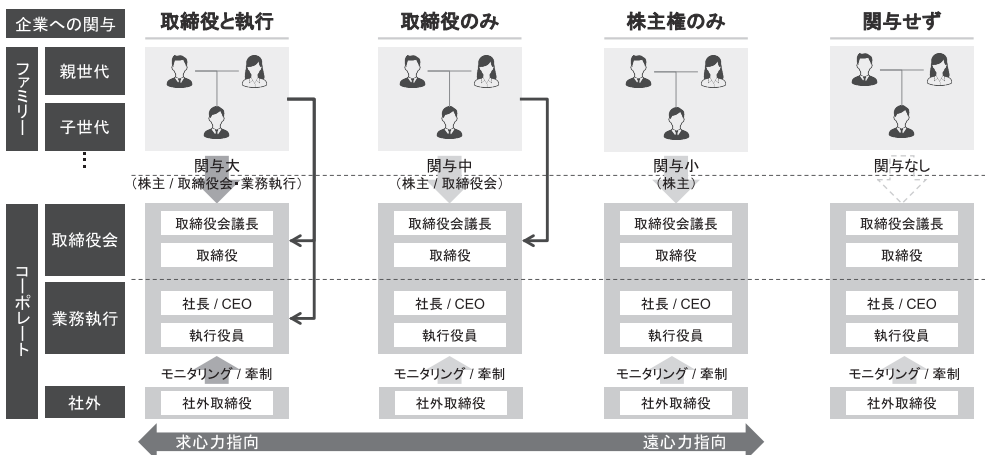 企業への関与
取締役と執行
取締役のみ
株主権のみ
関与せず
ファミリー
親世代
子世代
関与大
(株主 / 取締役会・業務執行)
関与中
(株主 / 取締役会)
関与小
(株主)
関与なし
コーポレート
取締役会
取締役会議長
取締役会議長
取締役会議長
取締役会議長
取締役
取締役
取締役
取締役
業務執行
社長 / CEO
社長 / CEO
社長 / CEO
社長 / CEO
執行役員
執行役員
執行役員
執行役員
モニタリング / 牽制
モニタリング / 牽制
モニタリング / 牽制
モニタリング / 牽制
社外
社外取締役
社外取締役
社外取締役
社外取締役
求心力指向
遠心力指向